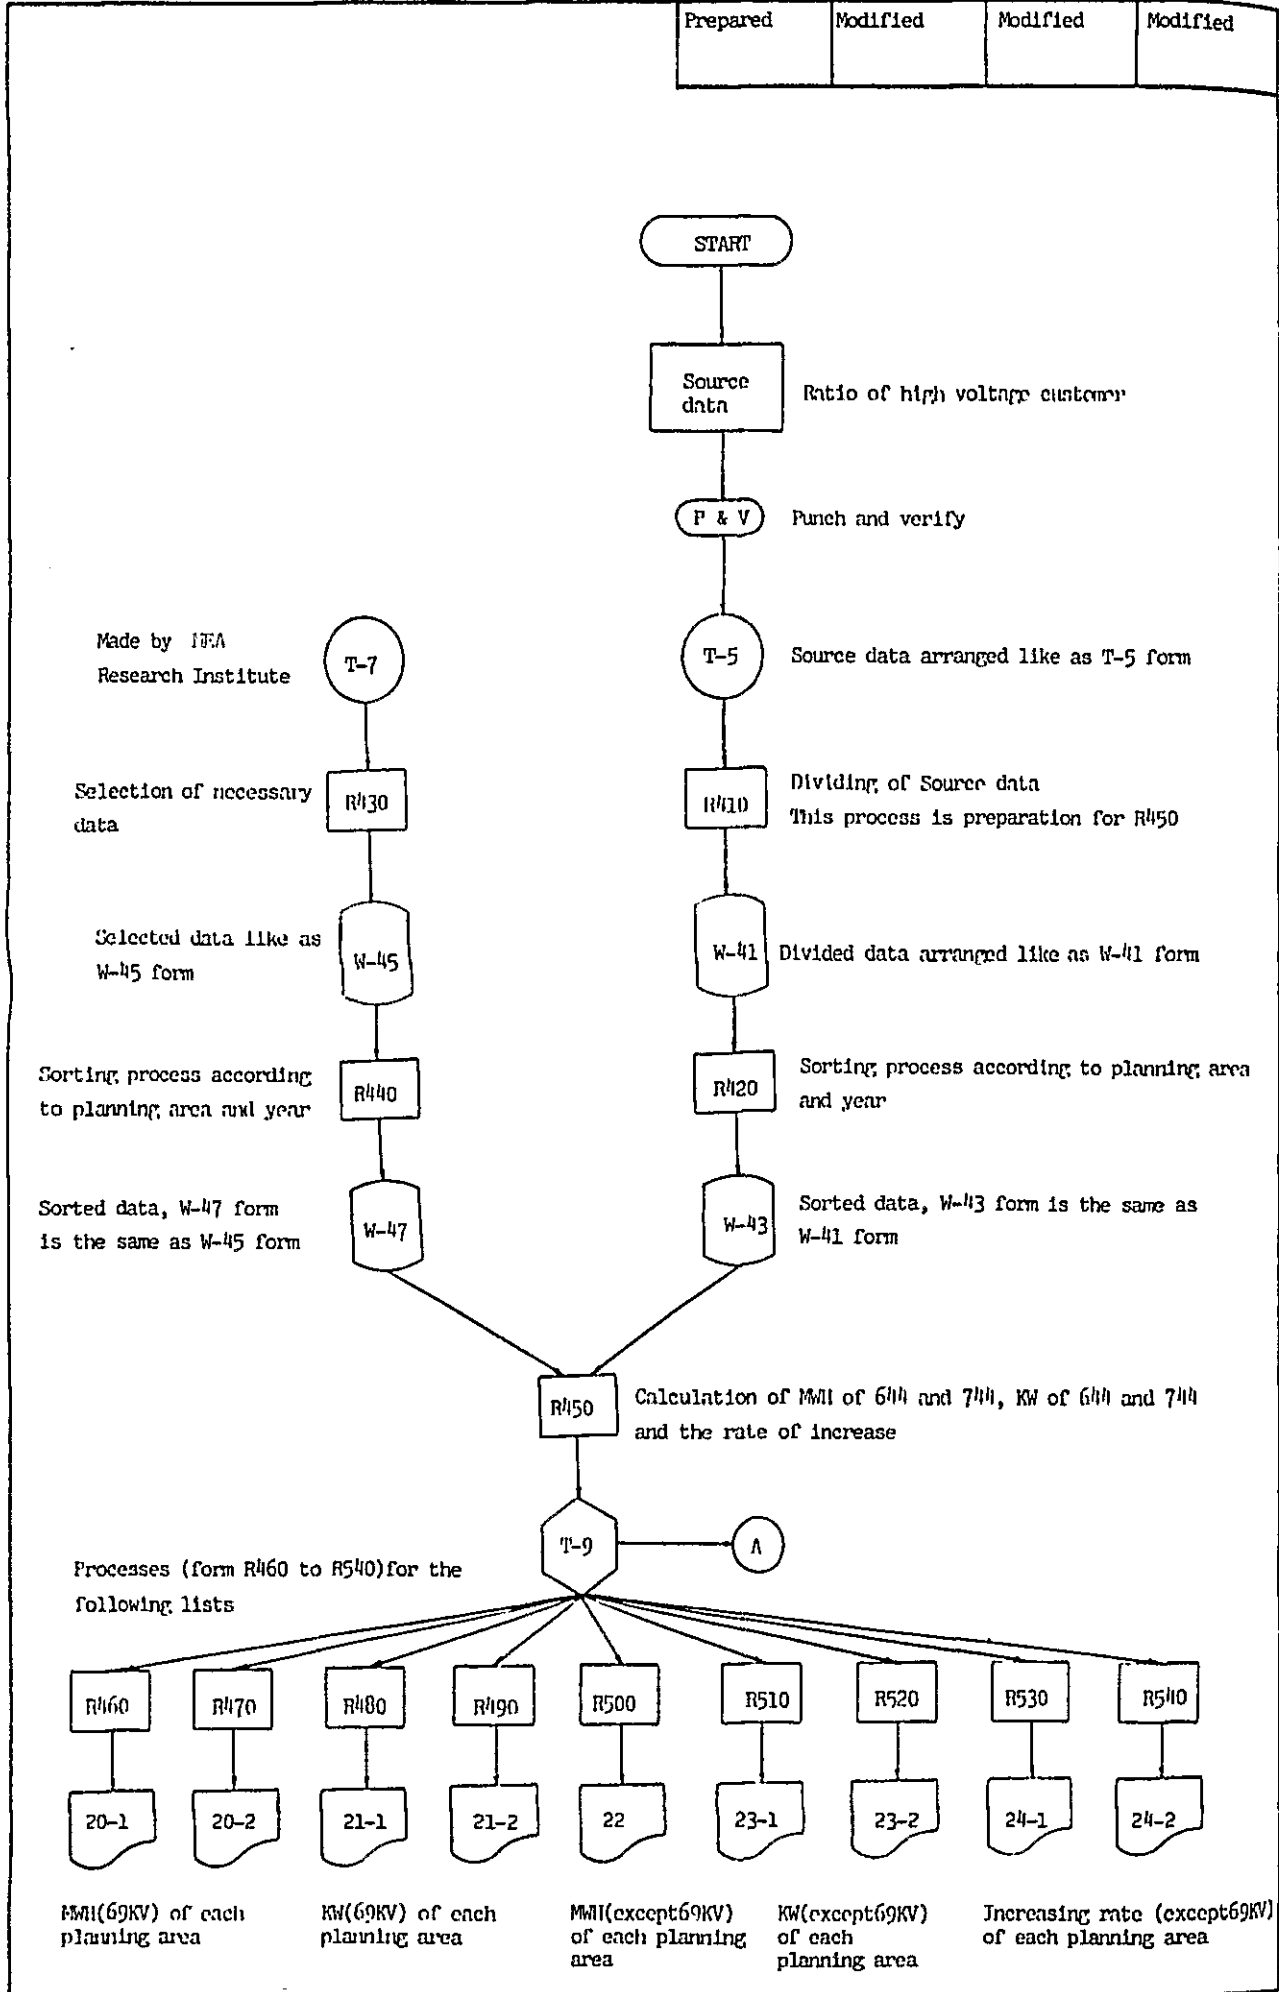 Prepared Modified Modified Modified
START
Source
data
Ratio of high voltage customer
P & V
Punch and verify
Made by
Research Institute
T-7
T-5
Source data arranged like as T-5 form
Selection of necessary
data
R430
R410
Dividing of Source data
This process is preparation for R450
Selected data like as
W-45 form
W-45
W-41
Divided data arranged like as W-41 form
Sorting process according
to planning area and year
R440
R420
Sorting process according to planning area
and year
Sorted data, W-47 form
is the same as W-45 form
W-47
W-43
Sorted data, W-43 form is the same as
W-41 form
R450
Calculation of MWH of 644 and 744, KW of 644 and 744
and the rate of increase
T-9
A
Processes (form R460 to R540)for the
following lists
R460 R470 R480 R490 R500 R510 R520 R530 R540
20-1 20-2 21-1 21-2 22 23-1 23-2 24-1 24-2
MWH(69KV) of each
planning area
KW(69KV) of each
planning area
MWH(except69KV)
of each planning
area
KW(except69KV)
of each
planning area
Increasing rate (except69KV)
of each planning area